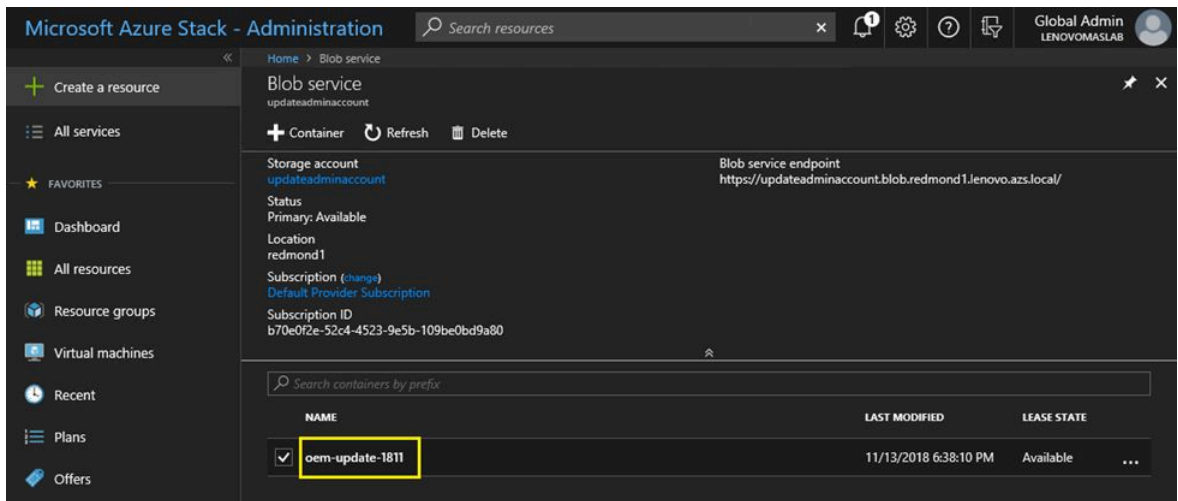 Microsoft Azure Stack - Administration
Search resources
1
Global Admin
LENOVOMASLAB
Home > Blob service
Create a resource
All services
FAVORITES
Dashboard
All resources
Resource groups
Virtual machines
Recent
Plans
Offers
Blob service
updateadminaccount
Container Refresh Delete
Storage account
updateadminaccount
Status
Primary: Available
Location
redmond1
Subscription (change)
Default Provider Subscription
Subscription ID
b70e0f2e-52c4-4523-9e5b-109be0bd9a80
Blob service endpoint
https://updateadminaccount.blob.redmond1.lenovo.azs.local/
Search containers by prefix
NAME LAST MODIFIED LEASE STATE
oem-update-1811 11/13/2018 6:38:10 PM Available ...